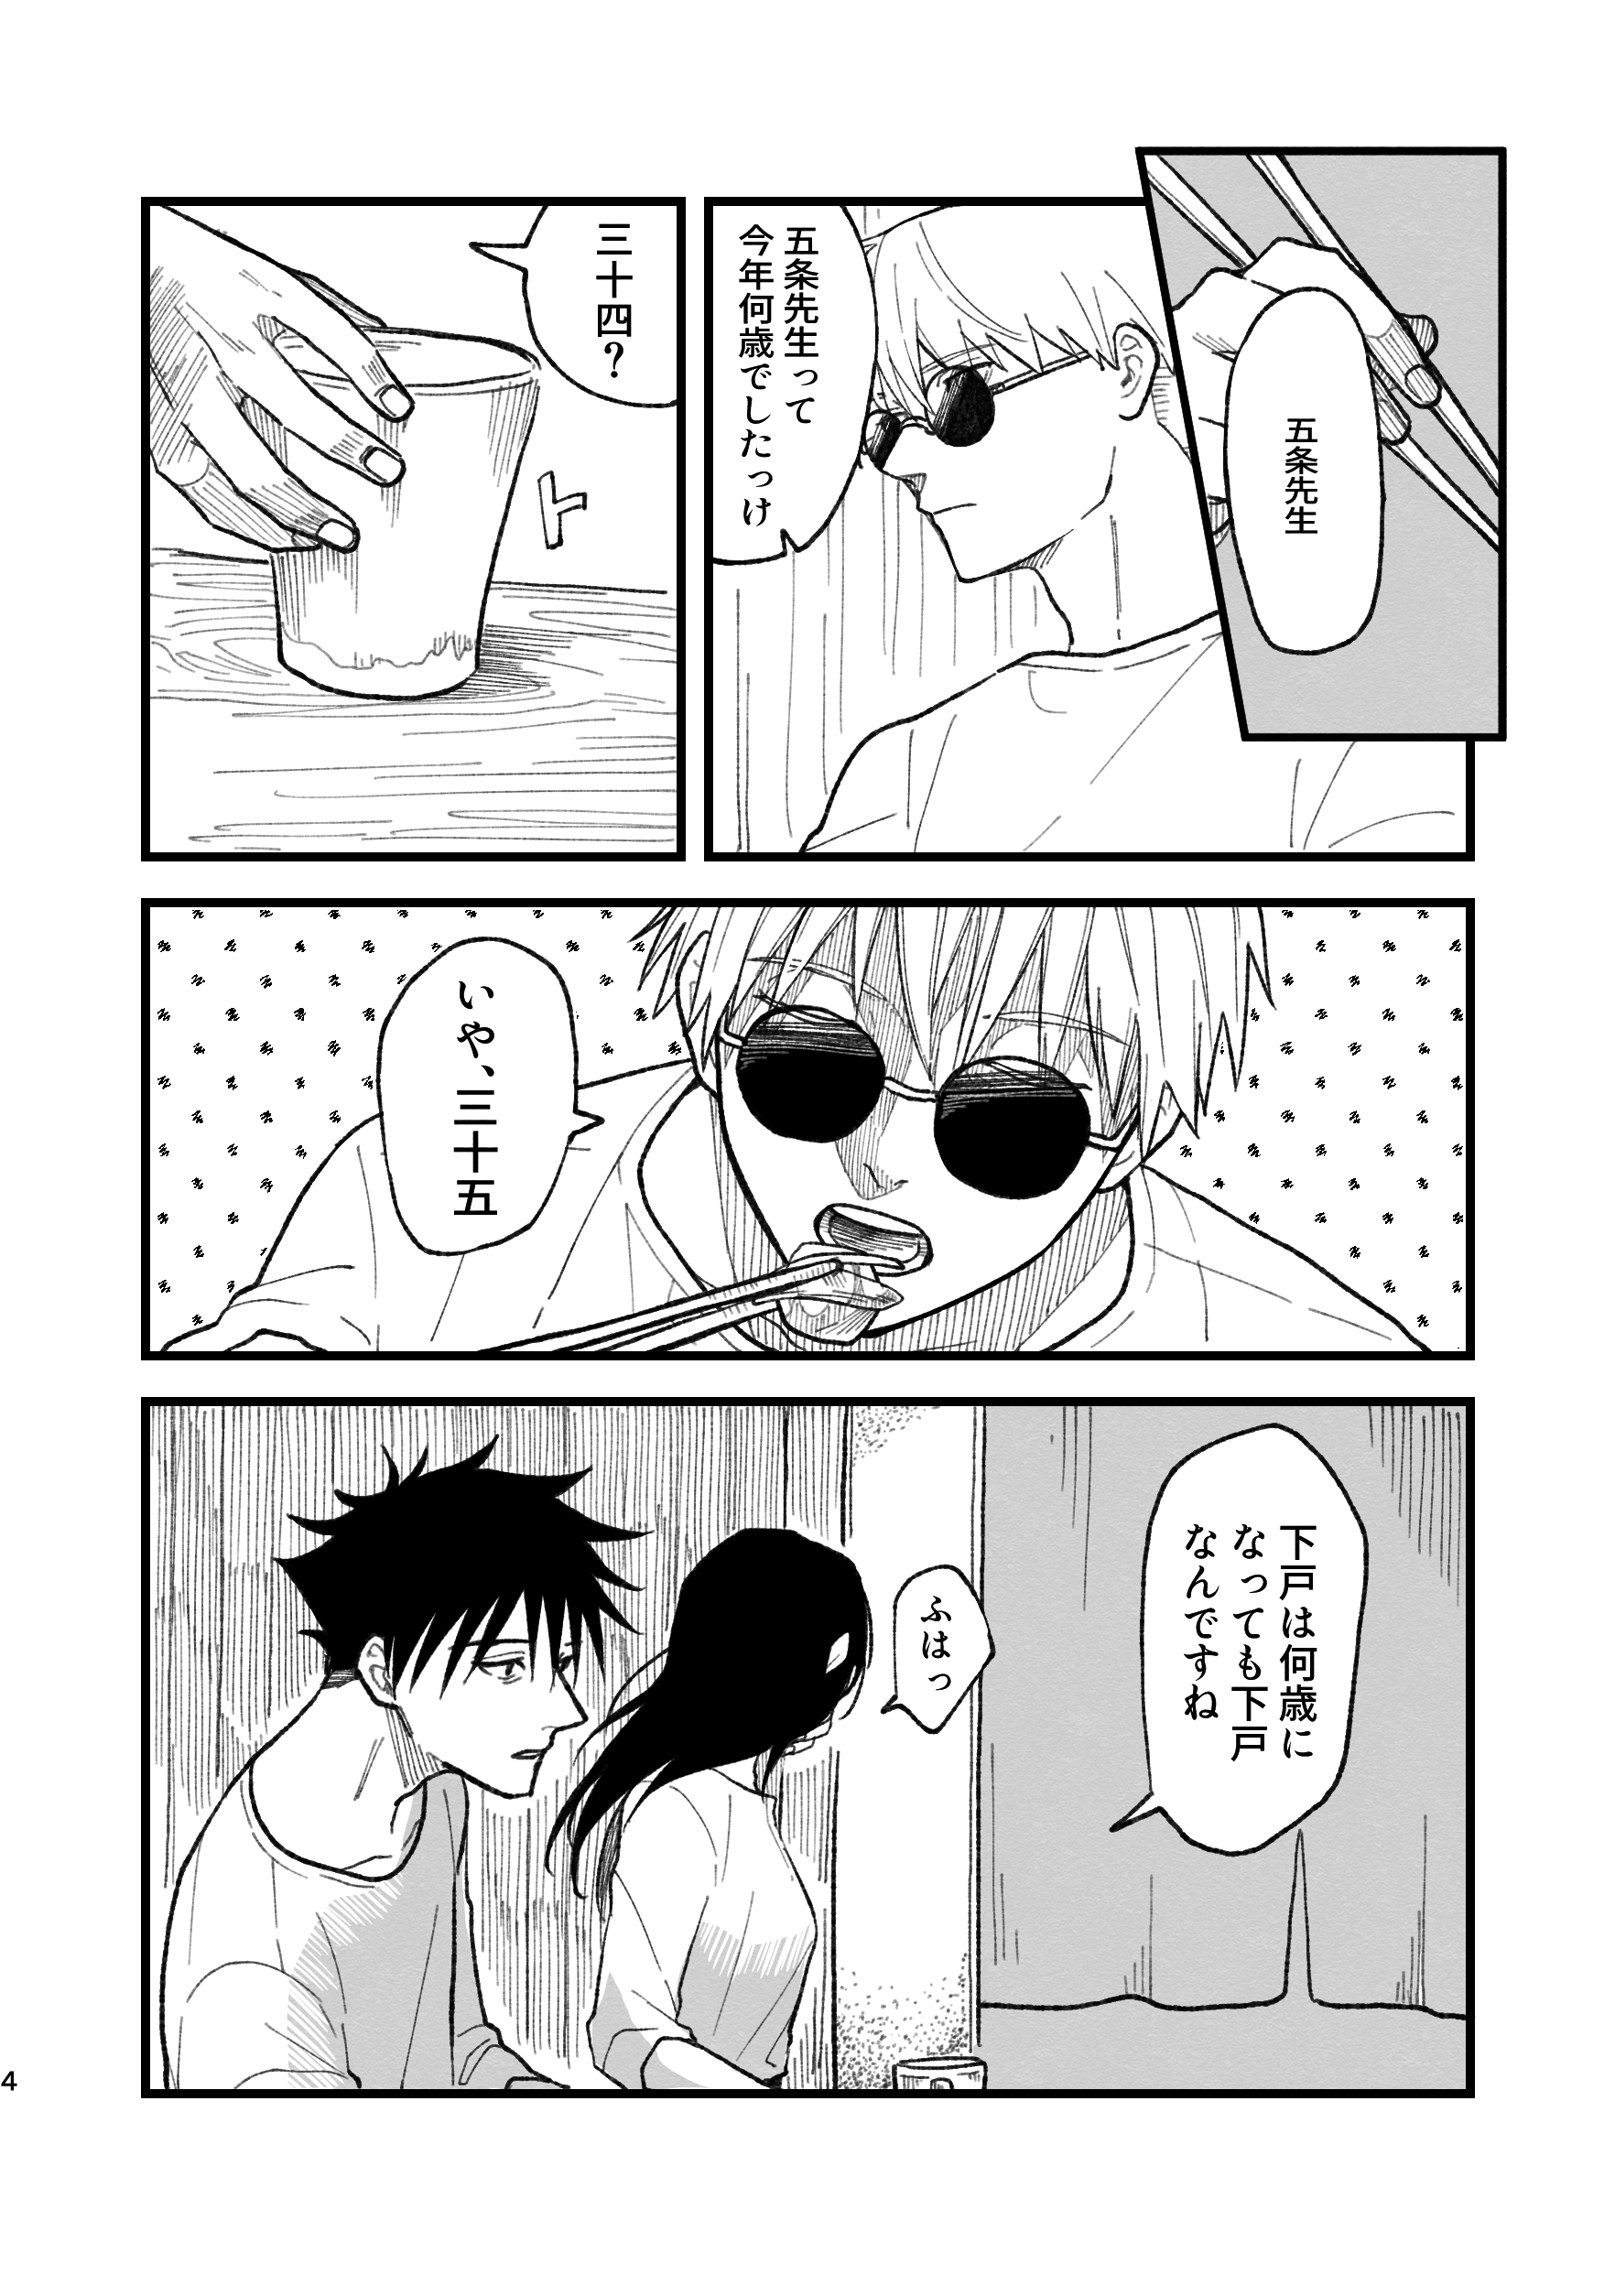 五条先生
五条先生って
今年何歳でしたっけ
三十四?
ト
いや、三十五
下戸は何歳に
なっても下戸
なんですね
ふはっ
4